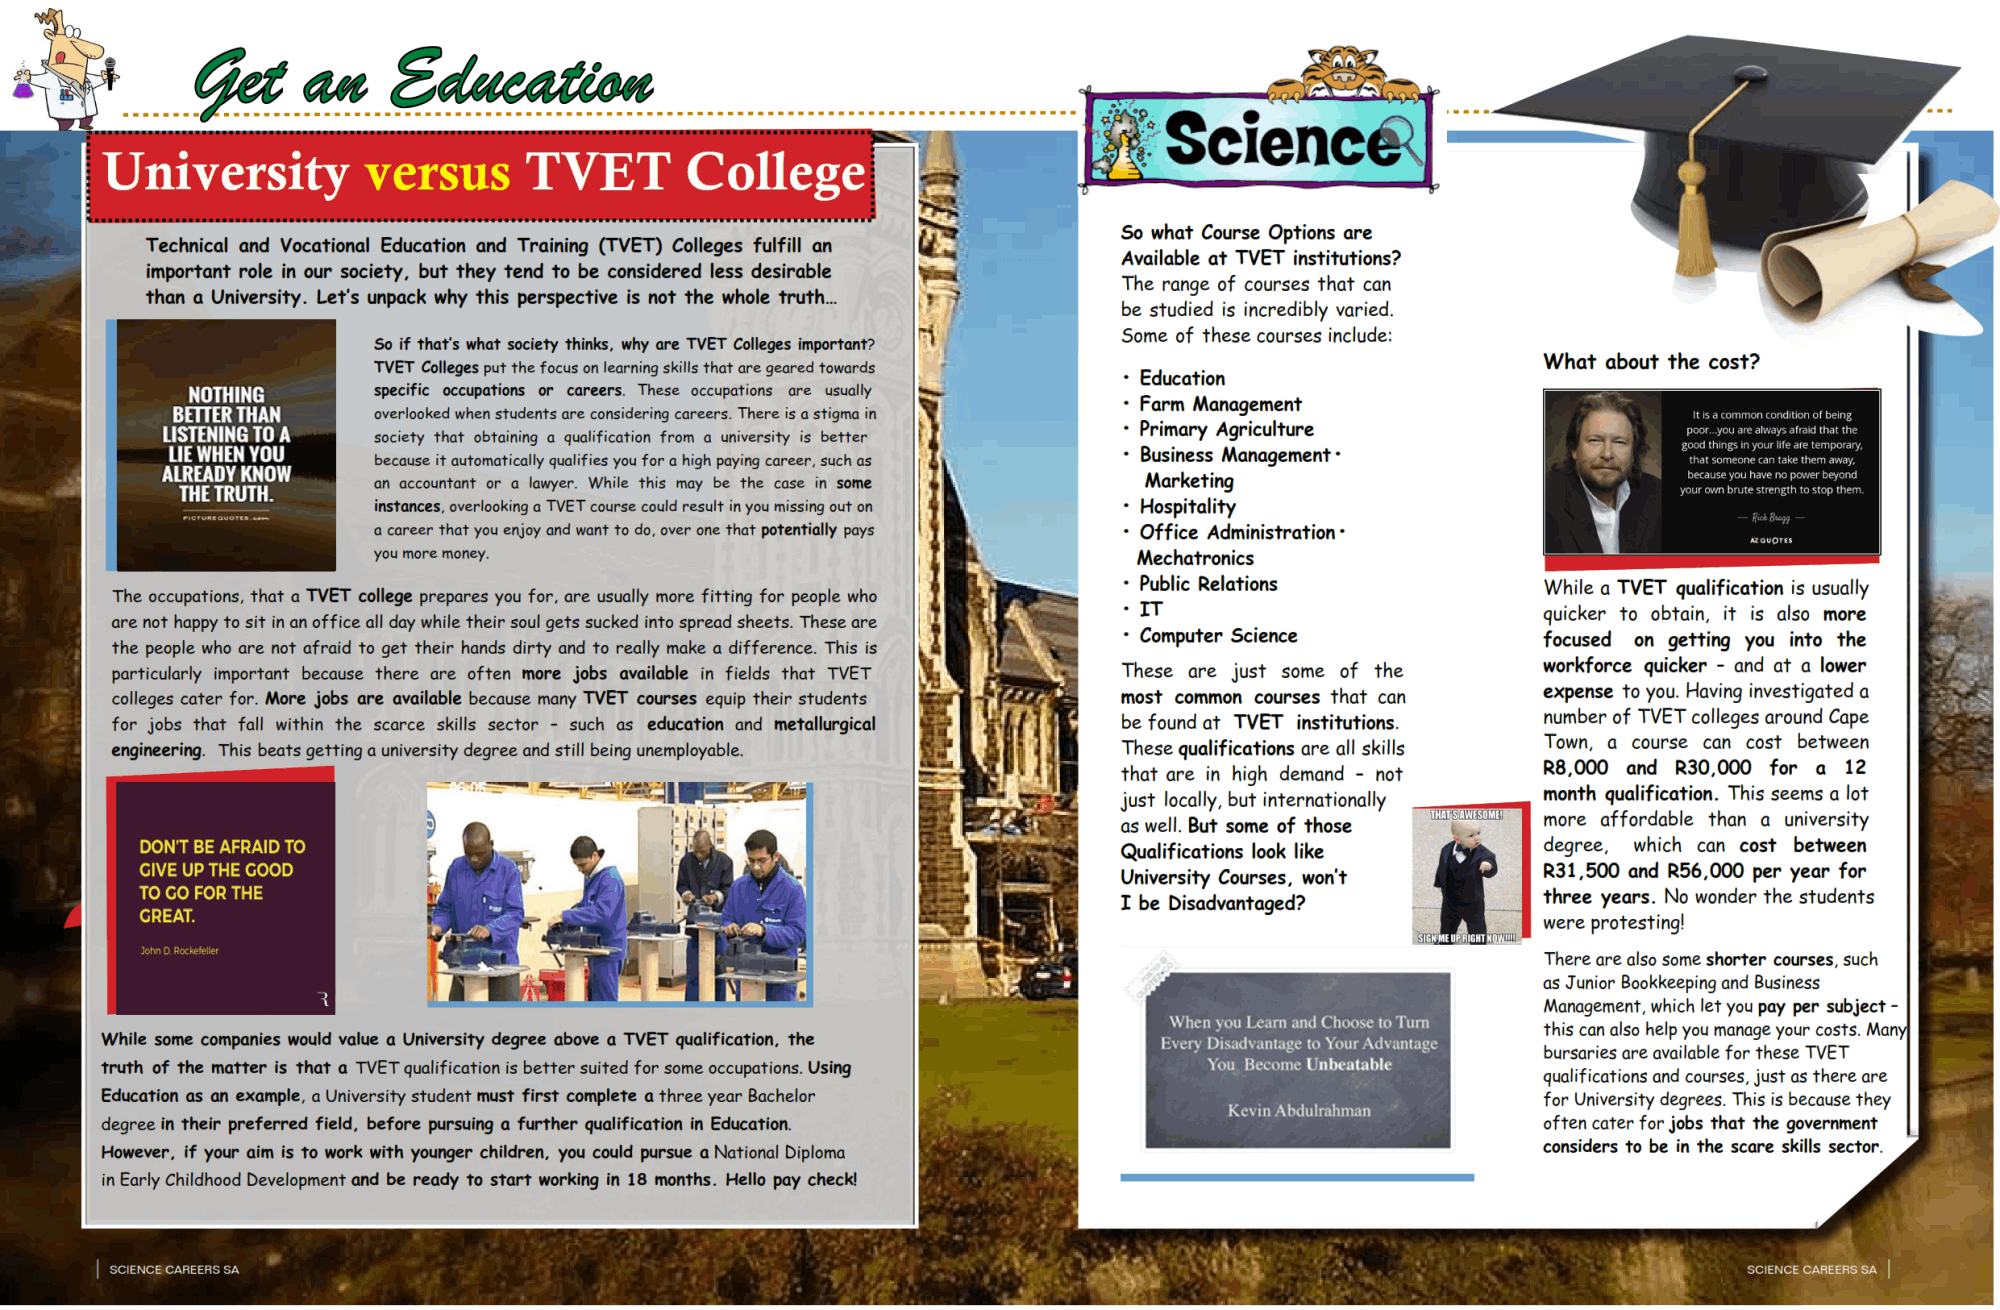 Get an Education
University versus TVET College
Technical and Vocational Education and Training (TVET) Colleges fulfill an
important role in our society, but they tend to be considered less desirable
than a University. Let's unpack why this perspective is not the whole truth...
NOTHING
BETTER THAN
LISTENING TO A
LIE WHEN YOU
ALREADY KNOW
THE TRUTH.
PICTUREQUOTES.com
So if that's what society thinks, why are TVET Colleges important?
TVET Colleges put the focus on learning skills that are geared towards
specific occupations or careers. These occupations are usually
overlooked when students are considering careers. There is a stigma in
society that obtaining a qualification from a university is better
because it automatically qualifies you for a high paying career, such as
an accountant or a lawyer. While this may be the case in some
instances, overlooking a TVET course could result in you missing out on
a career that you enjoy and want to do, over one that potentially pays
you more money.
The occupations, that a TVET college prepares you for, are usually more fitting for people who
are not happy to sit in an office all day while their soul gets sucked into spread sheets. These are
the people who are not afraid to get their hands dirty and to really make a difference. This is
particularly important because there are often more jobs available in fields that TVET
colleges cater for. More jobs are available because many TVET courses equip their students
for jobs that fall within the scarce skills sector – such as education and metallurgical
engineering. This beats getting a university degree and still being unemployable.
DON'T BE AFRAID TO
GIVE UP THE GOOD
TO GO FOR THE
GREAT.
John D. Rockefeller
R
While some companies would value a University degree above a TVET qualification, the
truth of the matter is that a TVET qualification is better suited for some occupations. Using
Education as an example, a University student must first complete a three year Bachelor
degree in their preferred field, before pursuing a further qualification in Education.
However, if your aim is to work with younger children, you could pursue a National Diploma
in Early Childhood Development and be ready to start working in 18 months. Hello pay check!
SCIENCE CAREERS SA
Science
So what Course Options are
Available at TVET institutions?
The range of courses that can
be studied is incredibly varied.
Some of these courses include:
• Education
• Farm Management
• Primary Agriculture
• Business Management •
Marketing
• Hospitality
• Office Administration •
Mechatronics
• Public Relations
• IT
• Computer Science
These are just some of the
most common courses that can
be found at TVET institutions.
These qualifications are all skills
that are in high demand – not
just locally, but internationally
as well. But some of those
Qualifications look like
University Courses, won't
I be Disadvantaged?
THAT'S AWESOME!
SIGN ME UP RIGHT NOW!!!!
When you Learn and Choose to Turn
Every Disadvantage to Your Advantage
You Become Unbeatable
Kevin Abdulrahman
What about the cost?
It is a common condition of being
poor...you are always afraid that the
good things in your life are temporary,
that someone can take them away,
because you have no power beyond
your own brute strength to stop them.
— Rick Bragg —
AZ QUOTES
While a TVET qualification is usually
quicker to obtain, it is also more
focused on getting you into the
workforce quicker – and at a lower
expense to you. Having investigated a
number of TVET colleges around Cape
Town, a course can cost between
R8,000 and R30,000 for a 12
month qualification. This seems a lot
more affordable than a university
degree, which can cost between
R31,500 and R56,000 per year for
three years. No wonder the students
were protesting!
There are also some shorter courses, such
as Junior Bookkeeping and Business
Management, which let you pay per subject –
this can also help you manage your costs. Many
bursaries are available for these TVET
qualifications and courses, just as there are
for University degrees. This is because they
often cater for jobs that the government
considers to be in the scare skills sector.
SCIENCE CAREERS SA